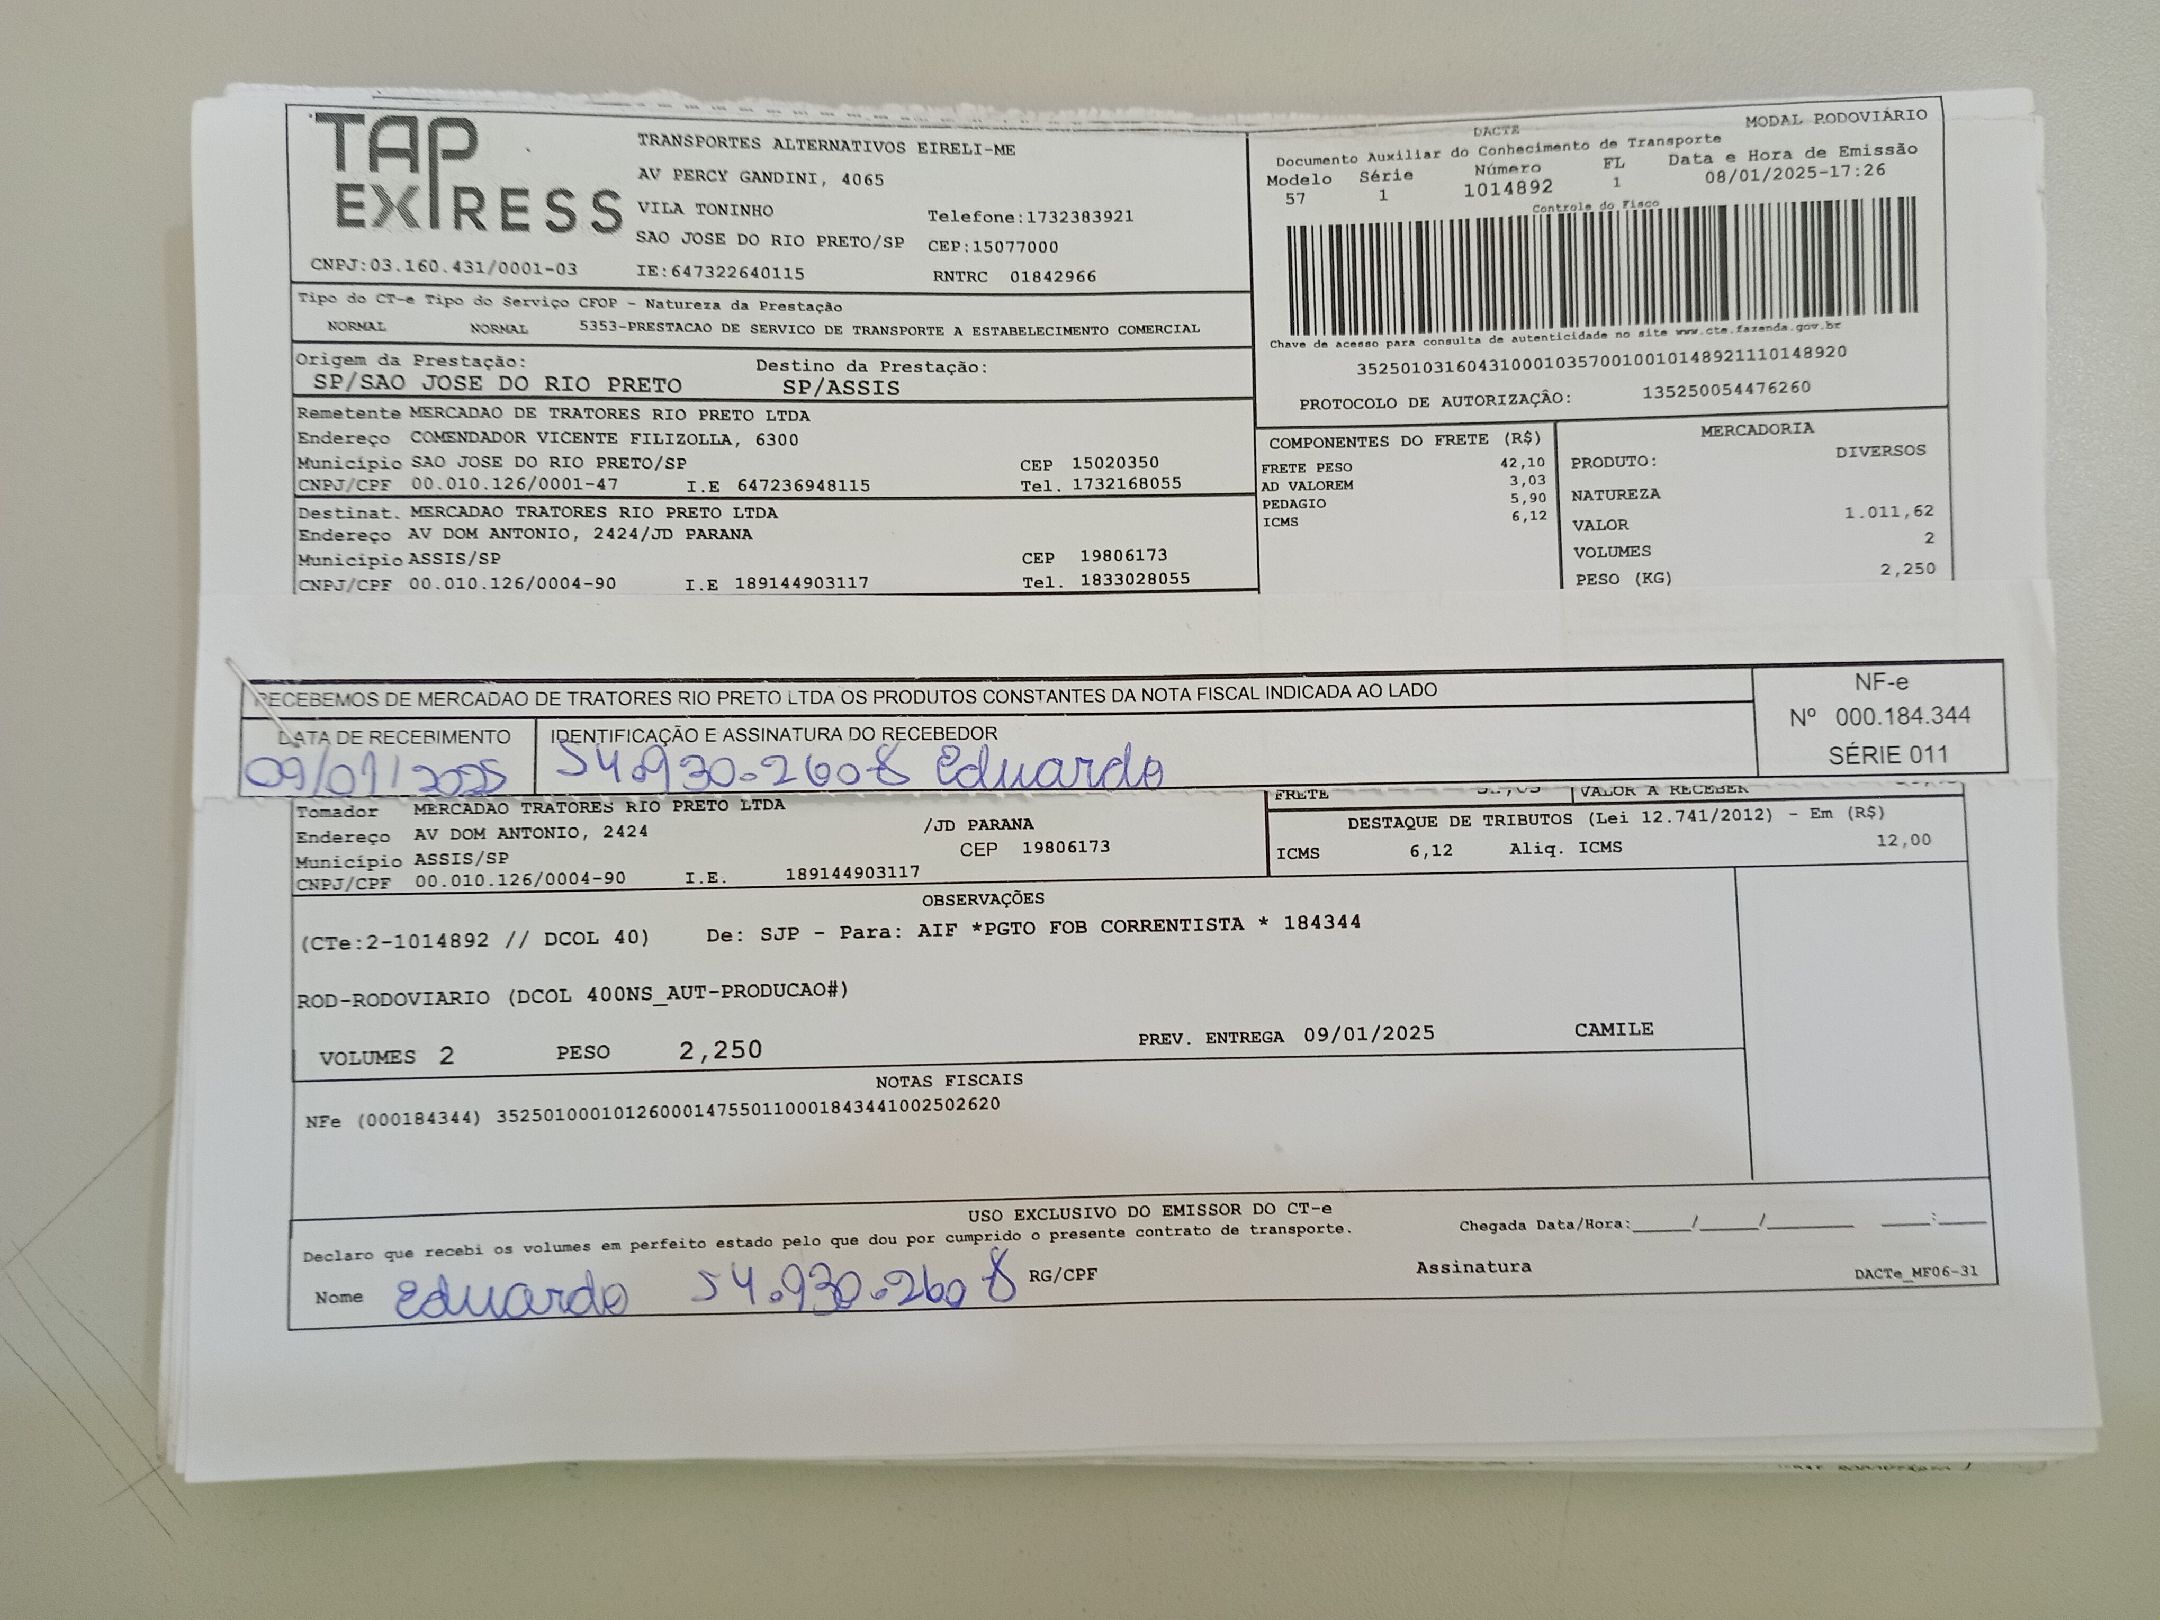 TAP EXPRESS
TRANSPORTES ALTERNATIVOS EIRELI-ME
AV PERCY GANDINI, 4065
VILA TONINHO Telefone:1732383921
SAO JOSE DO RIO PRETO/SP CEP:15077000
CNPJ:03.160.431/0001-03 IE:647322640115 RNTRC 01842966
DACTE MODAL RODOVIÁRIO
Documento Auxiliar do Conhecimento de Transporte
Modelo Série Número FL Data e Hora de Emissão
57 1 1014892 1 08/01/2025-17:26
Controle do Fisco
Chave de acesso para consulta de autenticidade no site www.cte.fazenda.gov.br
35250103160431000103570010010148921110148920
PROTOCOLO DE AUTORIZAÇÃO: 135250054476260
Tipo do CT-e Tipo do Serviço CFOP - Natureza da Prestação
NORMAL NORMAL 5353-PRESTACAO DE SERVICO DE TRANSPORTE A ESTABELECIMENTO COMERCIAL
Origem da Prestação: Destino da Prestação:
SP/SAO JOSE DO RIO PRETO SP/ASSIS
Remetente MERCADAO DE TRATORES RIO PRETO LTDA
Endereço COMENDADOR VICENTE FILIZOLLA, 6300
Município SAO JOSE DO RIO PRETO/SP CEP 15020350
CNPJ/CPF 00.010.126/0001-47 I.E 647236948115 Tel. 1732168055
Destinat. MERCADAO TRATORES RIO PRETO LTDA
Endereço AV DOM ANTONIO, 2424/JD PARANA
Município ASSIS/SP CEP 19806173
CNPJ/CPF 00.010.126/0004-90 I.E 189144903117 Tel. 1833028055
COMPONENTES DO FRETE (R$)
FRETE PESO 42,10
AD VALOREM 3,03
PEDAGIO 5,90
ICMS 6,12
MERCADORIA
PRODUTO: DIVERSOS
NATUREZA
VALOR 1.011,62
VOLUMES 2
PESO (KG) 2,250
RECEBEMOS DE MERCADAO DE TRATORES RIO PRETO LTDA OS PRODUTOS CONSTANTES DA NOTA FISCAL INDICADA AO LADO
DATA DE RECEBIMENTO IDENTIFICAÇÃO E ASSINATURA DO RECEBEDOR
09/01/2025 54.930.260 8 Eduardo
NF-e
Nº 000.184.344
SÉRIE 011
Tomador MERCADAO TRATORES RIO PRETO LTDA
Endereço AV DOM ANTONIO, 2424 /JD PARANA
Município ASSIS/SP CEP 19806173
CNPJ/CPF 00.010.126/0004-90 I.E. 189144903117
FRETE VALOR A RECEBER
DESTAQUE DE TRIBUTOS (Lei 12.741/2012) - Em (R$)
ICMS 6,12 Aliq. ICMS 12,00
OBSERVAÇÕES
(CTe:2-1014892 // DCOL 40) De: SJP - Para: AIF *PGTO FOB CORRENTISTA * 184344
ROD-RODOVIARIO (DCOL 400NS_AUT-PRODUCAO#)
VOLUMES 2 PESO 2,250 PREV. ENTREGA 09/01/2025 CAMILE
NOTAS FISCAIS
NFe (000184344) 35250100010126000147550110001843441002502620
USO EXCLUSIVO DO EMISSOR DO CT-e
Declaro que recebi os volumes em perfeito estado pelo que dou por cumprido o presente contrato de transporte. Chegada Data/Hora:_____/_____/________ ____:____
Nome Eduardo 54.930.260 8 RG/CPF Assinatura DACTe_MF06-31